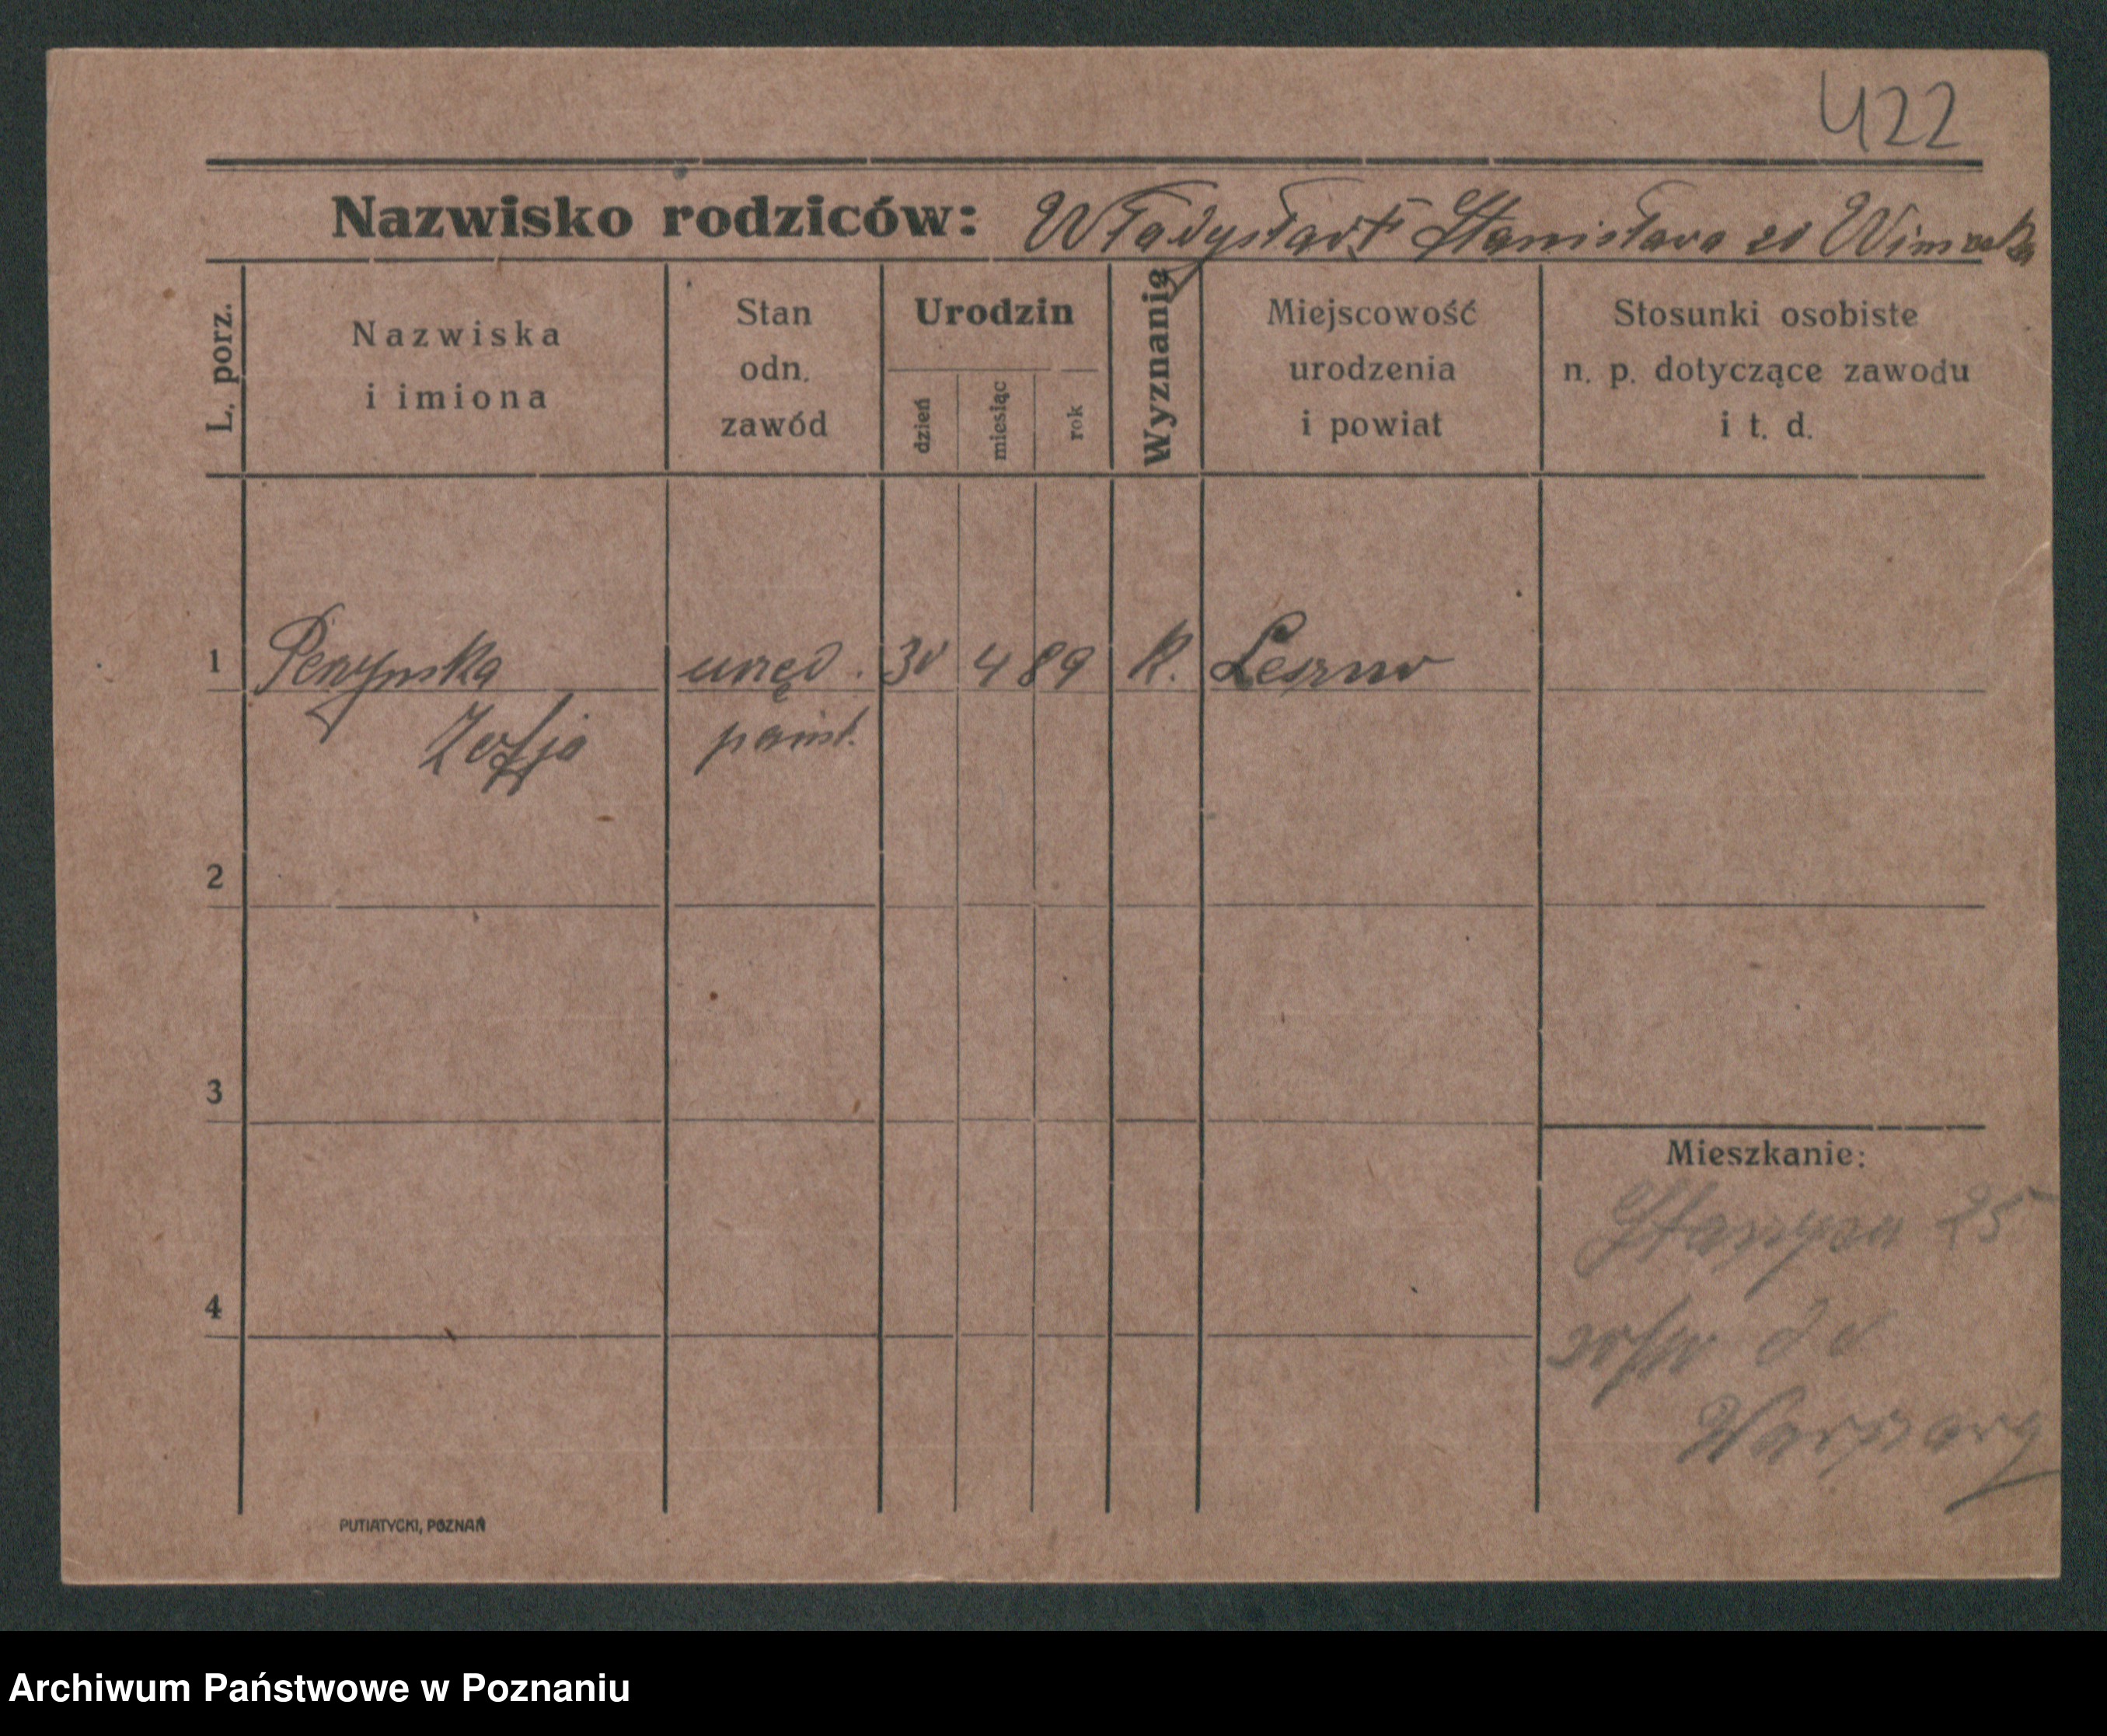 422
Nazwisko rodziców: Władysław Stanisława
L. porz.
Nazwiska
i imiona
Stan
odn.
zawód
Urodzin
dzień
miesiąc
rok
Wyznanie
Miejscowość
urodzenia
i powiat
Stosunki osobiste
n. p. dotyczące zawodu
i t. d.
1 urzęd. 30 4 89 k. Leszno
Zofja państ.
2
3
4
Mieszkanie:
25
PUTIATYCKI, POZNAŃ
Archiwum Państwowe w Poznaniu